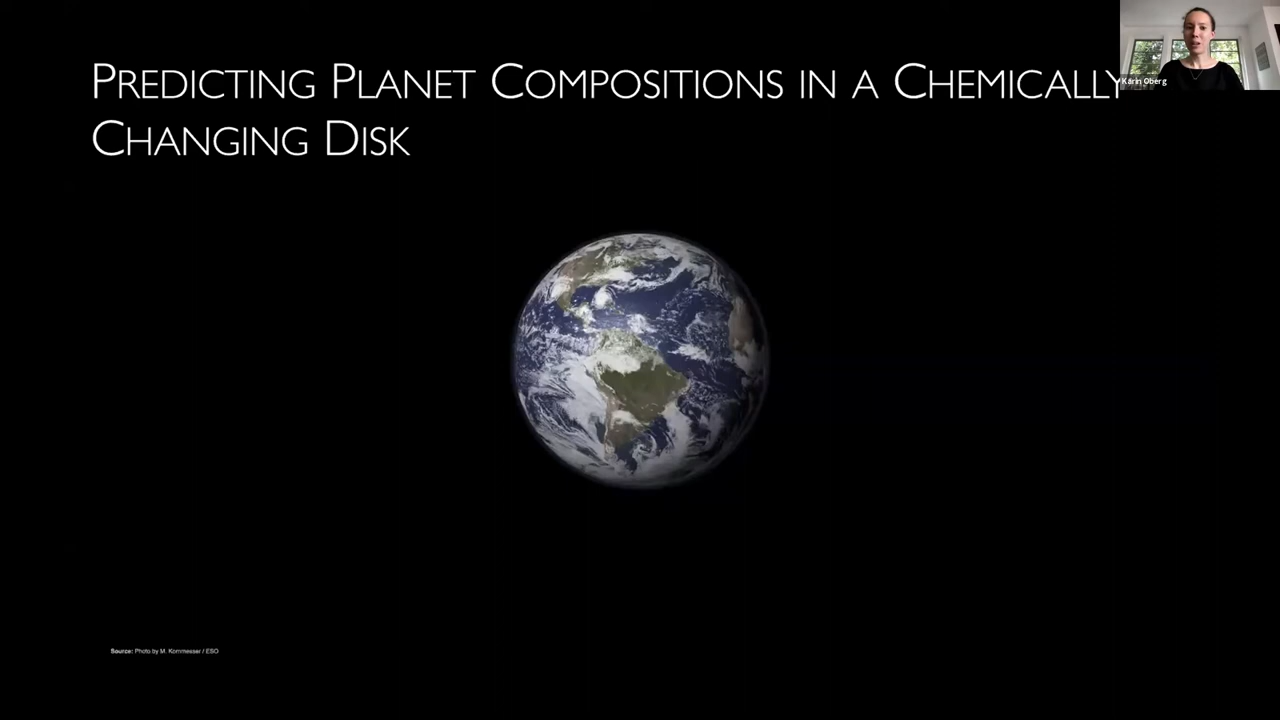 PREDICTING PLANET COMPOSITIONS IN A CHEMICALLY
CHANGING DISK
Karin Oberg
Source: Photo by M. Kornmesser / ESO